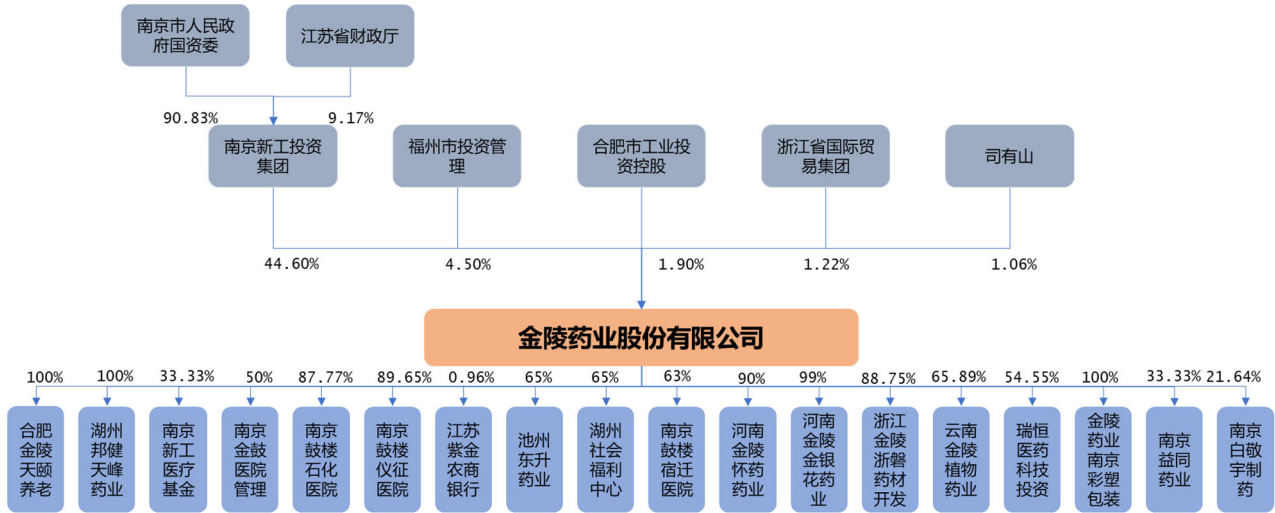 南京市人民政
府国资委
江苏省财政厅
90.83%
9.17%
南京新工投资
集团
福州市投资管
理
合肥市工业投
资控股
浙江省国际贸
易集团
司有山
44.60%
4.50%
1.90%
1.22%
1.06%
金陵药业股份有限公司
100%
100%
33.33%
50%
87.77%
89.65%
0.96%
65%
65%
63%
90%
99%
88.75%
65.89%
54.55%
100%
33.33%
21.64%
合肥
金陵
天颐
养老
湖州
邦健
天峰
药业
南京
新工
医疗
基金
南京
金鼓
医院
管理
南京
鼓楼
石化
医院
南京
鼓楼
仪征
医院
江苏
紫金
农商
银行
池州
东升
药业
湖州
社会
福利
中心
南京
鼓楼
宿迁
医院
河南
金陵
怀药
药业
河南
金陵
金银
花药
业
浙江
金陵
浙磐
药材
开发
云南
金陵
植物
药业
瑞恒
医药
科技
投资
金陵
药业
南京
彩塑
包装
南京
益同
药业
南京
白敬
宇制
药